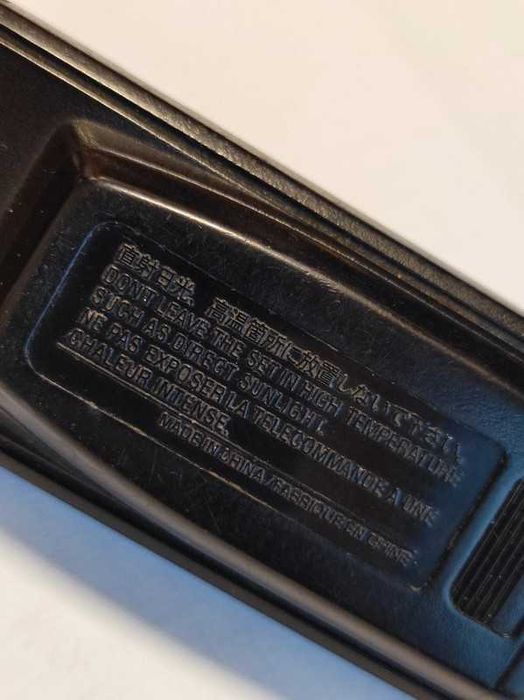 直射日光、高温箇所に放置しないで下さい。
DON'T LEAVE THE SET IN HIGH TEMPERATURE
SUCH AS DIRECT SUNLIGHT.
NE PAS EXPOSER LA TELECOMMANDE A UNE
CHALEUR INTENSE.
MADE IN CHINA/FABRIQUE EN CHINE